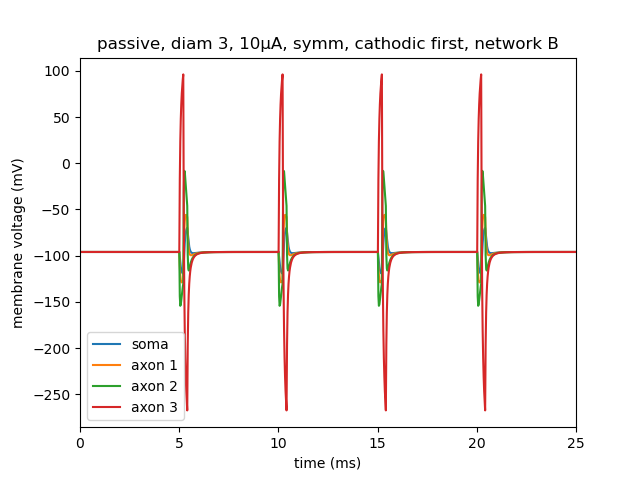 passive, diam 3, 10μA, symm, cathodic first, network B
membrane voltage (mV)
100
50
0
−50
−100
−150
−200
−250
soma
axon 1
axon 2
axon 3
0 5 10 15 20 25
time (ms)